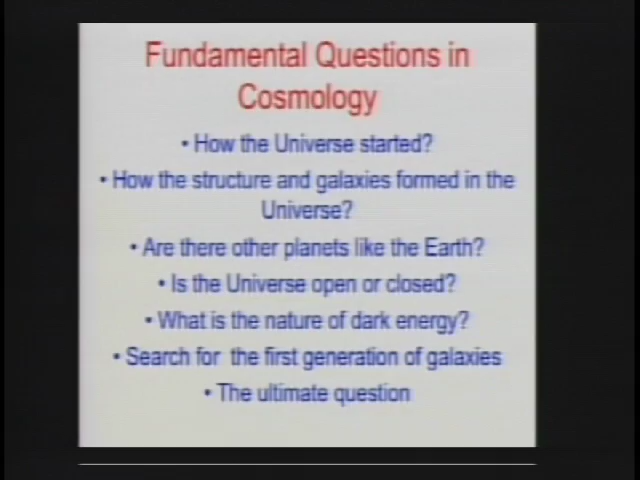 Fundamental Questions in
Cosmology
• How the Universe started?
• How the structure and galaxies formed in the
Universe?
• Are there other planets like the Earth?
• Is the Universe open or closed?
• What is the nature of dark energy?
• Search for the first generation of galaxies
• The ultimate question